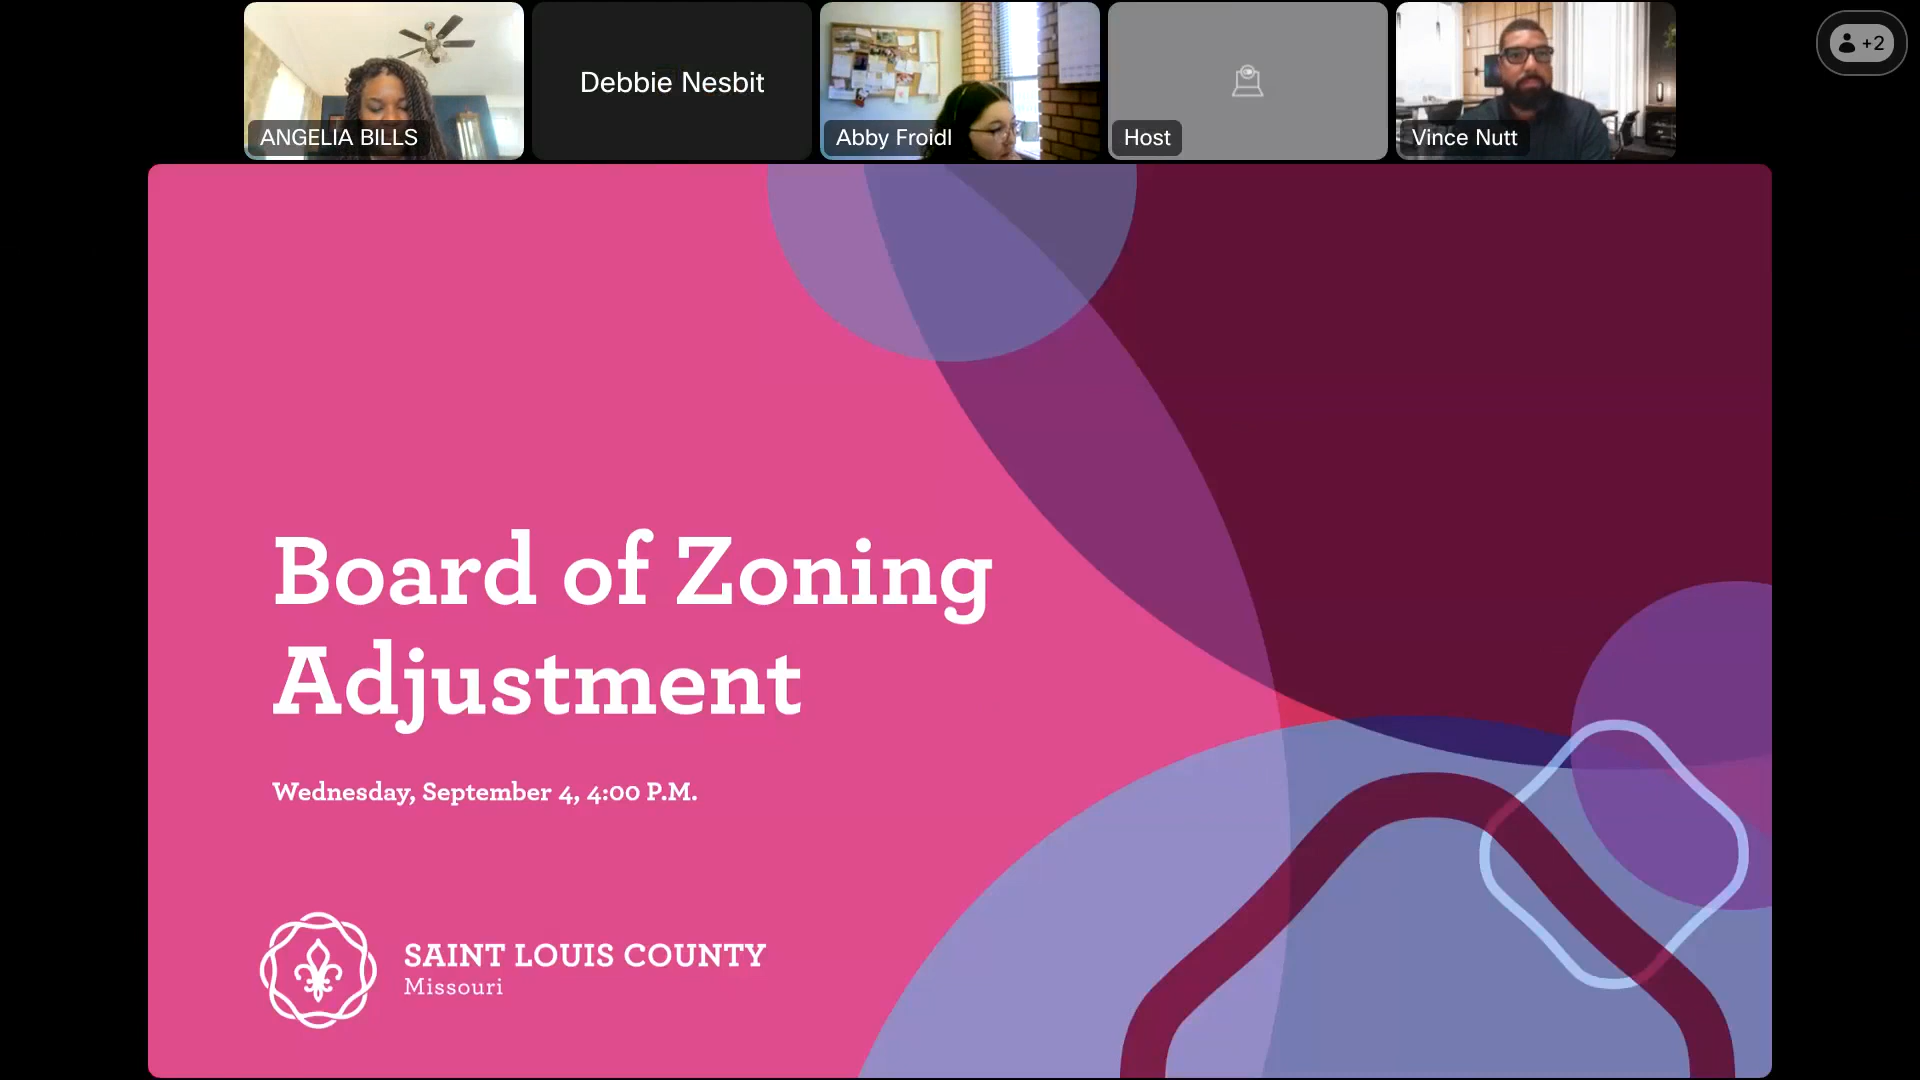 ANGELIA BILLS
Debbie Nesbit
Abby Froidl
Host
Vince Nutt
+2
Board of Zoning
Adjustment
Wednesday, September 4, 4:00 P.M.
SAINT LOUIS COUNTY
Missouri